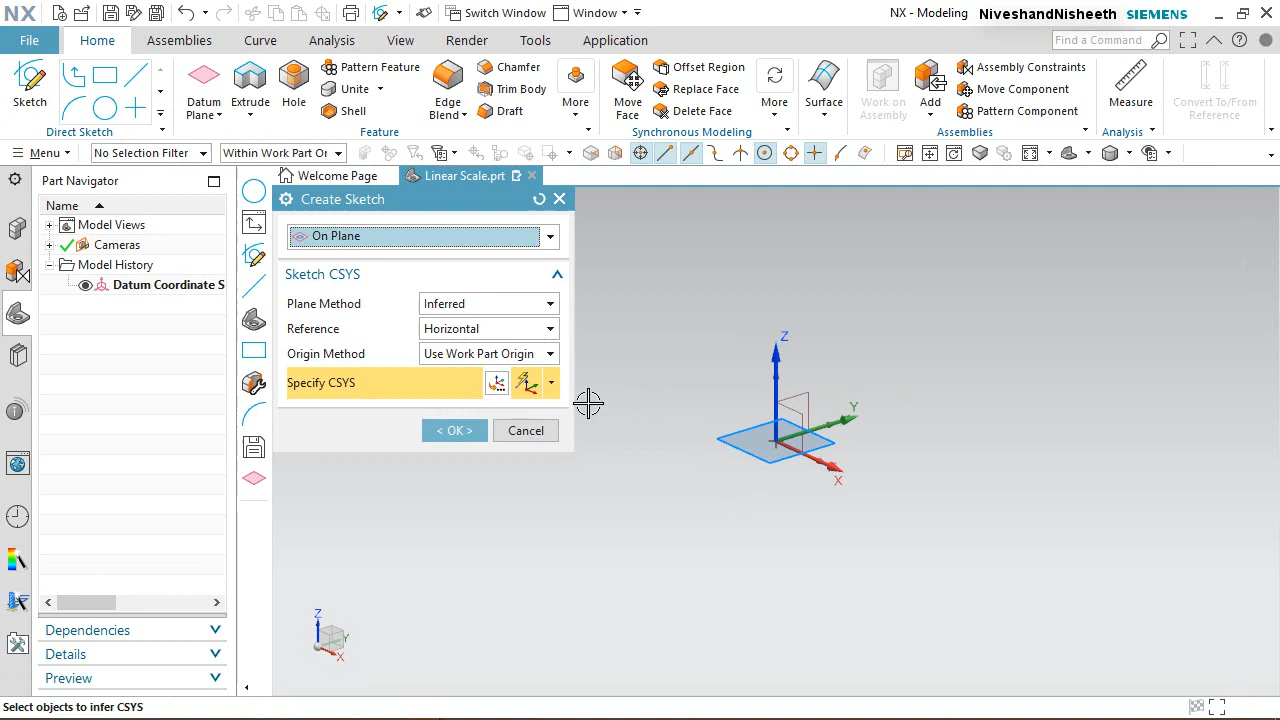 NX
Switch Window
Window
NX - Modeling
NiveshandNisheeth
SIEMENS
File
Home
Assemblies
Curve
Analysis
View
Render
Tools
Application
Find a Command
Sketch
Direct Sketch
Datum
Plane
Extrude
Hole
Pattern Feature
Unite
Shell
Edge
Blend
Chamfer
Trim Body
Draft
More
Feature
Move
Face
Offset Region
Replace Face
Delete Face
More
Synchronous Modeling
Surface
Work on
Assembly
Add
Assembly Constraints
Move Component
Pattern Component
Assemblies
Measure
Analysis
Convert To/From
Reference
Menu
No Selection Filter
Within Work Part Or
Part Navigator
Name
Model Views
Cameras
Model History
Datum Coordinate S
Dependencies
Details
Preview
Welcome Page
Linear Scale.prt
Create Sketch
On Plane
Sketch CSYS
Plane Method
Inferred
Reference
Horizontal
Origin Method
Use Work Part Origin
Specify CSYS
< OK >
Cancel
Z
Y
X
Z
Y
X
Select objects to infer CSYS